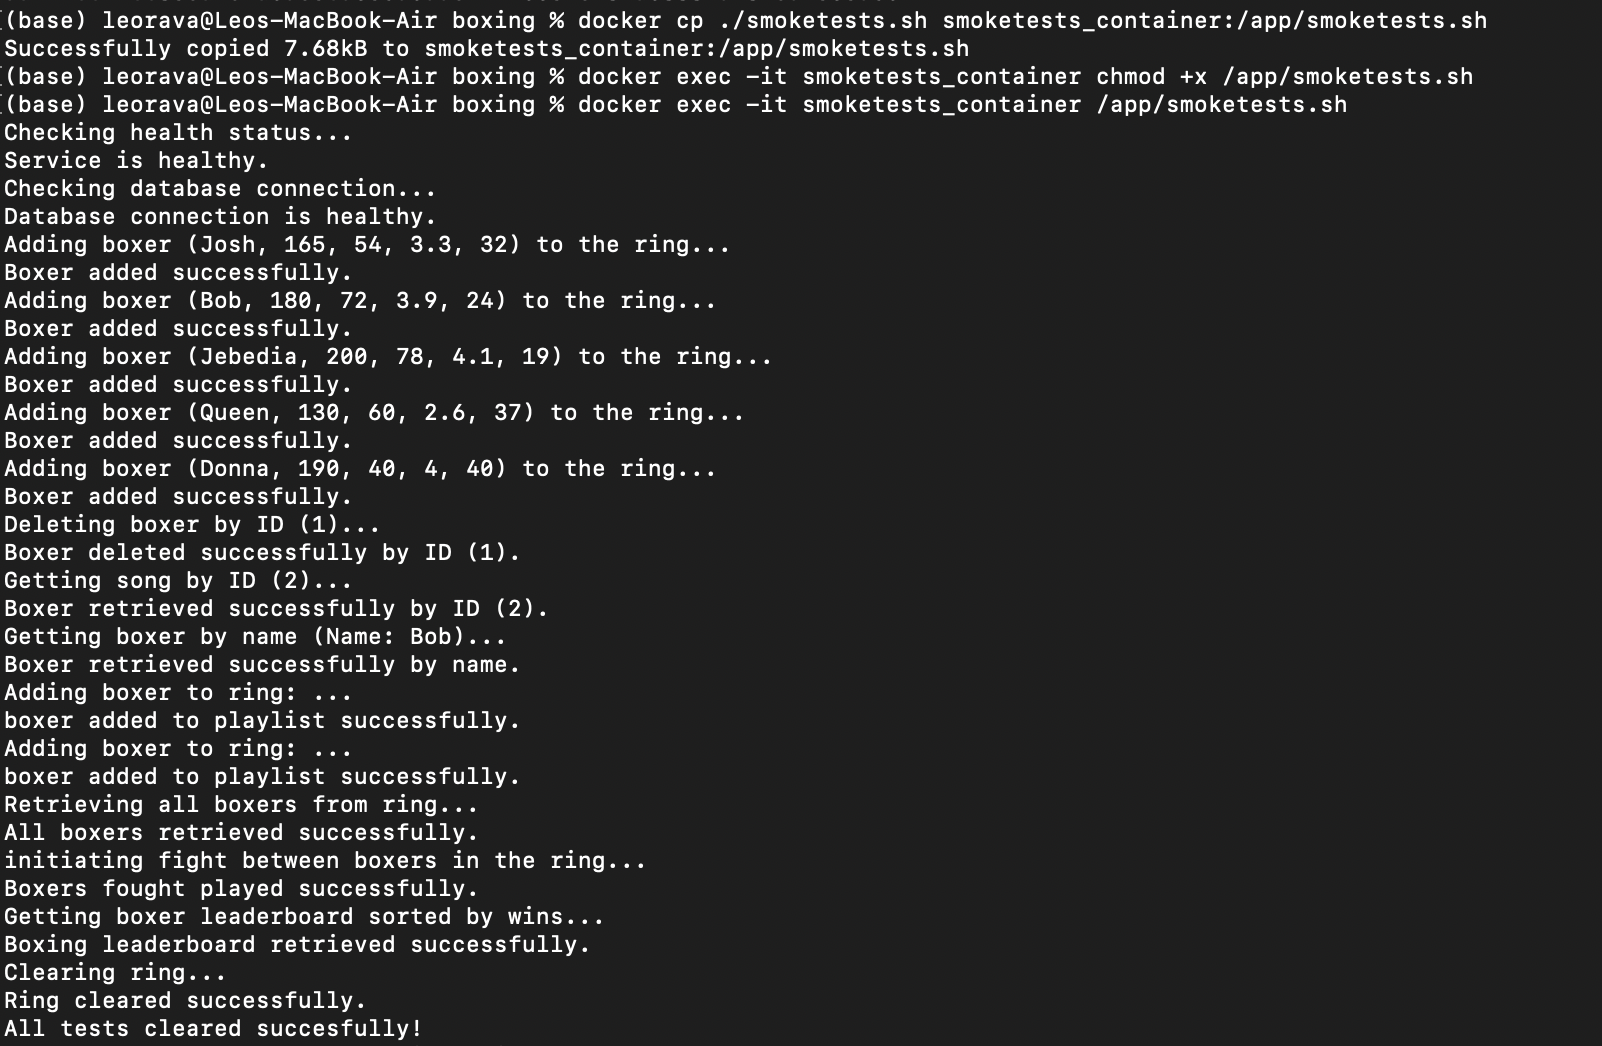 (base) leorava@Leos-MacBook-Air boxing % docker cp ./smoketests.sh smoketests_container:/app/smoketests.sh
Successfully copied 7.68kB to smoketests_container:/app/smoketests.sh
(base) leorava@Leos-MacBook-Air boxing % docker exec -it smoketests_container chmod +x /app/smoketests.sh
(base) leorava@Leos-MacBook-Air boxing % docker exec -it smoketests_container /app/smoketests.sh
Checking health status...
Service is healthy.
Checking database connection...
Database connection is healthy.
Adding boxer (Josh, 165, 54, 3.3, 32) to the ring...
Boxer added successfully.
Adding boxer (Bob, 180, 72, 3.9, 24) to the ring...
Boxer added successfully.
Adding boxer (Jebedia, 200, 78, 4.1, 19) to the ring...
Boxer added successfully.
Adding boxer (Queen, 130, 60, 2.6, 37) to the ring...
Boxer added successfully.
Adding boxer (Donna, 190, 40, 4, 40) to the ring...
Boxer added successfully.
Deleting boxer by ID (1)...
Boxer deleted successfully by ID (1).
Getting song by ID (2)...
Boxer retrieved successfully by ID (2).
Getting boxer by name (Name: Bob)...
Boxer retrieved successfully by name.
Adding boxer to ring: ...
boxer added to playlist successfully.
Adding boxer to ring: ...
boxer added to playlist successfully.
Retrieving all boxers from ring...
All boxers retrieved successfully.
initiating fight between boxers in the ring...
Boxers fought played successfully.
Getting boxer leaderboard sorted by wins...
Boxing leaderboard retrieved successfully.
Clearing ring...
Ring cleared successfully.
All tests cleared succesfully!